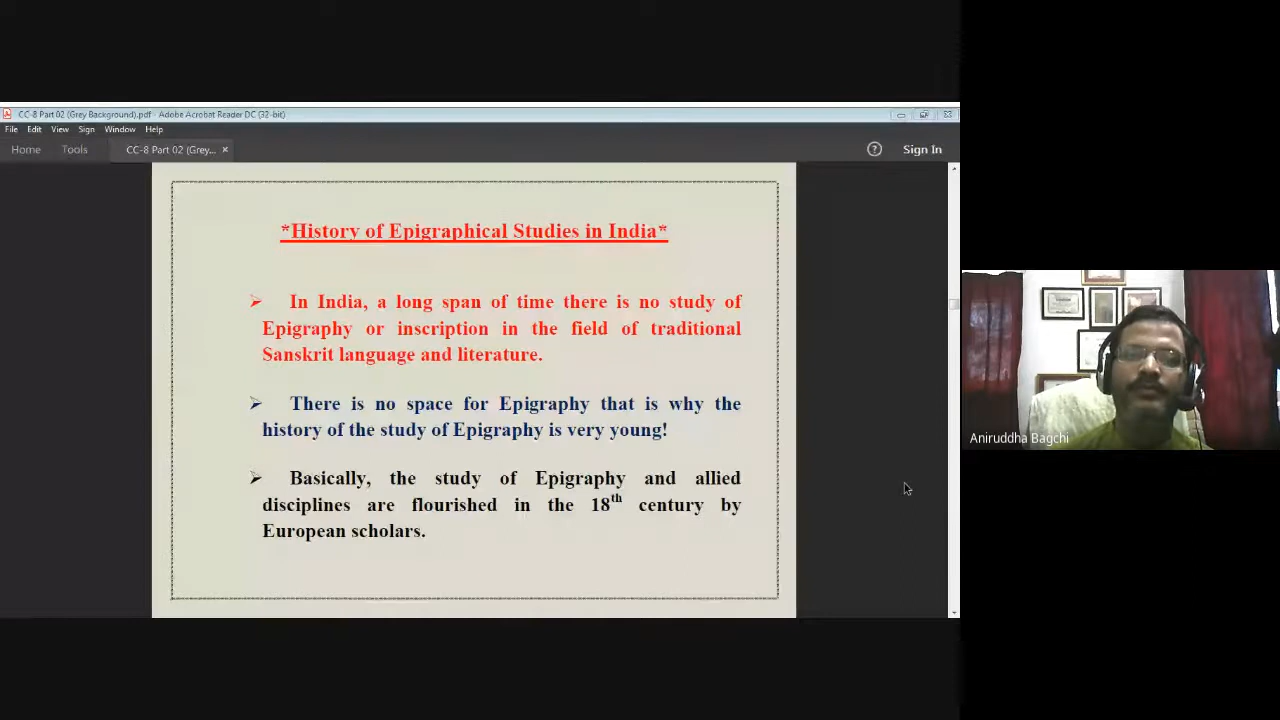 CC-8 Part 02 (Grey Background).pdf - Adobe Acrobat Reader DC (32-bit)
File Edit View Sign Window Help
Home Tools CC-8 Part 02 (Grey... × ? Sign In
*History of Epigraphical Studies in India*
➢ In India, a long span of time there is no study of
Epigraphy or inscription in the field of traditional
Sanskrit language and literature.
➢ There is no space for Epigraphy that is why the
history of the study of Epigraphy is very young!
➢ Basically, the study of Epigraphy and allied
disciplines are flourished in the 18th century by
European scholars.
Aniruddha Bagchi